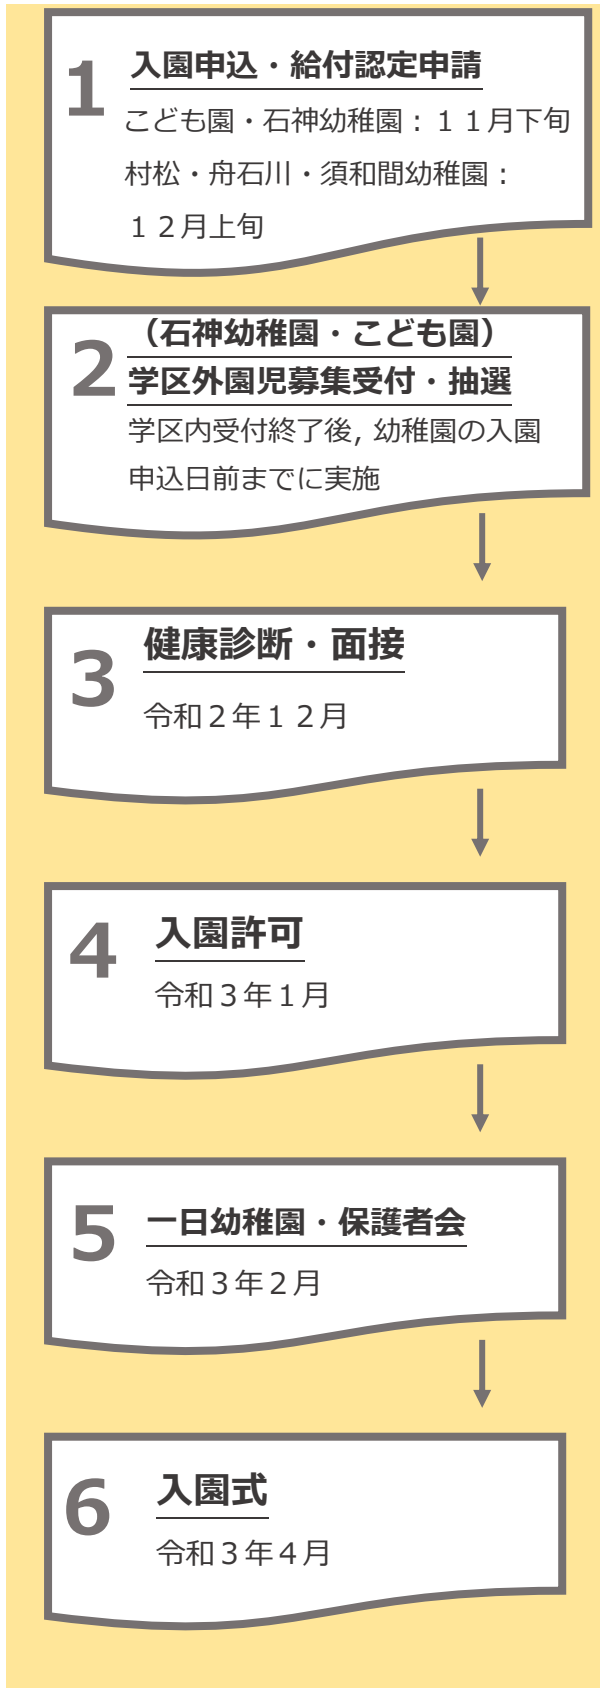 1
入園申込・給付認定申請
こども園・石神幼稚園：１１月下旬
村松・舟石川・須和間幼稚園：
１２月上旬
2
（石神幼稚園・こども園）
学区外園児募集受付・抽選
学区内受付終了後, 幼稚園の入園
申込日前までに実施
3
健康診断・面接
令和２年１２月
4
入園許可
令和３年１月
5
一日幼稚園・保護者会
令和３年２月
6
入園式
令和３年４月